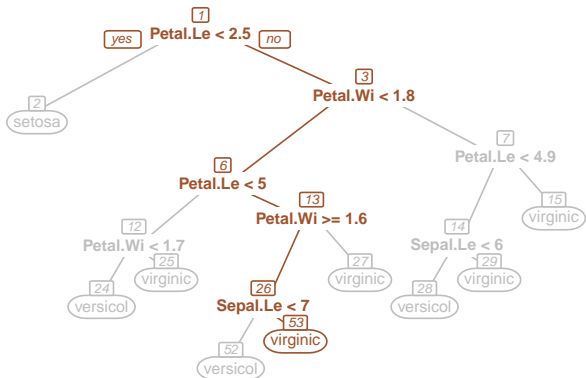 1
Petal.Le < 2.5
yes
no
3
Petal.Wi < 1.8
2
setosa
7
Petal.Le < 4.9
6
Petal.Le < 5
13
Petal.Wi >= 1.6
15
virginic
12
Petal.Wi < 1.7
14
Sepal.Le < 6
25
virginic
27
virginic
29
virginic
24
versicol
28
versicol
26
Sepal.Le < 7
53
virginic
52
versicol